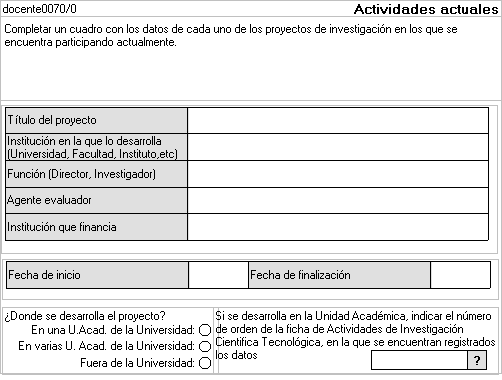 docente0070/0
Actividades actuales
Completar un cuadro con los datos de cada uno de los proyectos de investigación en los que se
encuentra participando actualmente.
Título del proyecto
Institución en la que lo desarrolla
(Universidad, Facultad, Instituto,etc)
Función (Director, Investigador)
Agente evaluador
Institución que financia
Fecha de inicio
Fecha de finalización
¿Donde se desarrolla el proyecto?
En una U.Acad. de la Universidad:
En varias U. Acad. de la Universidad:
Fuera de la Universidad:
Si se desarrolla en la Unidad Académica, indicar el número
de orden de la ficha de Actividades de Investigación
Científica Tecnológica, en la que se encuentran registrados
los datos
?